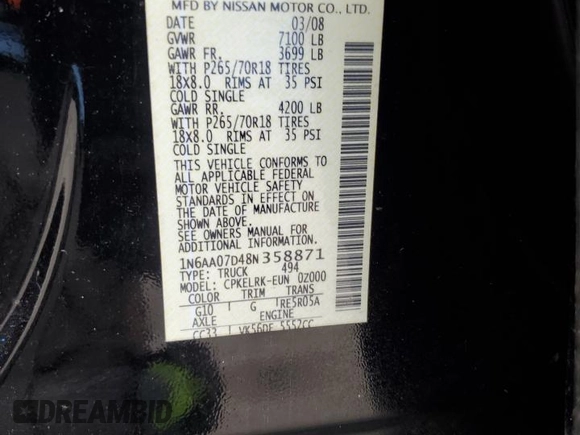 MFD BY NISSAN MOTOR CO., LTD.
DATE 03/08
GVWR 7100 LB
GAWR FR. 3699 LB
WITH P265/70R18 TIRES
18X8.0 RIMS AT 35 PSI
COLD SINGLE
GAWR RR. 4200 LB
WITH P265/70R18 TIRES
18X8.0 RIMS AT 35 PSI
COLD SINGLE
THIS VEHICLE CONFORMS TO
ALL APPLICABLE FEDERAL
MOTOR VEHICLE SAFETY
STANDARDS IN EFFECT ON
THE DATE OF MANUFACTURE
SHOWN ABOVE.
SEE OWNERS MANUAL FOR
ADDITIONAL INFORMATION.
1N6AA07D48N358871
TYPE: TRUCK 494
MODEL: CPKELRK-EUN 0Z000
COLOR TRIM TRANS
G10 G RE5R05A
AXLE ENGINE
CC33 VK56DE 5552CC
DREAMBID